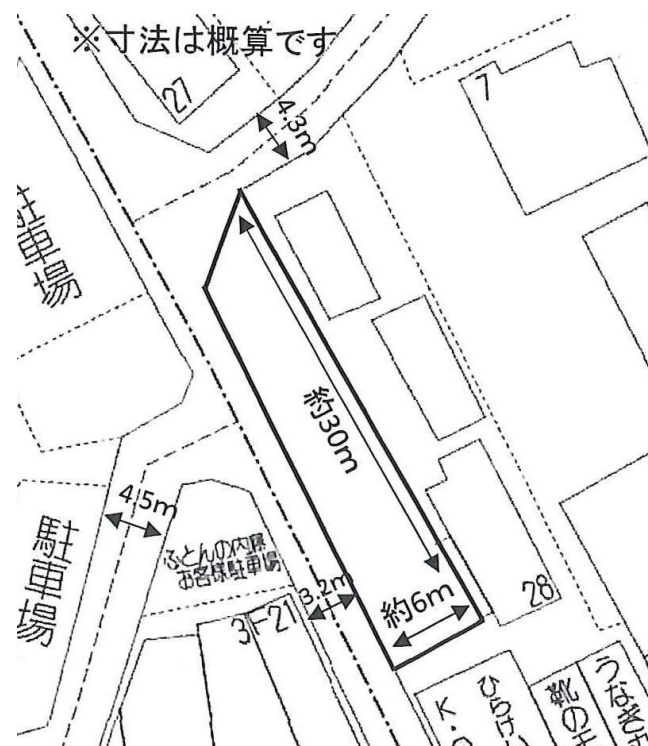 ※寸法は概算です
27
7
4.3m
駐車場
約30m
4.5m
駐車場
ふとんの内藤
お客様駐車場
3.2m
3F21
約6m
28
K・
ひらけ
靴の
うなぎ